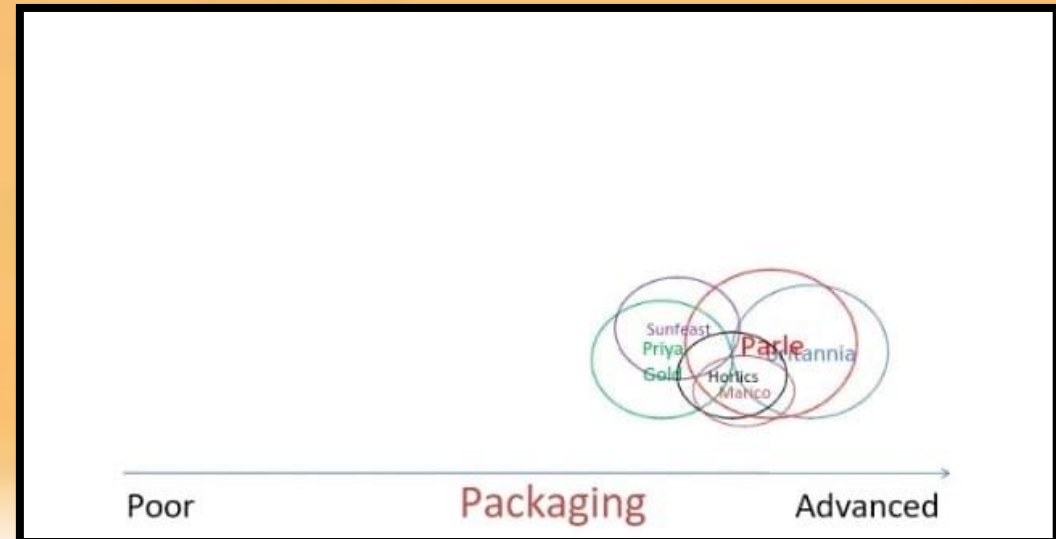 Sunfeast
Priya
Gold
Parle
Britannia
Horlics
Marico
Poor
Packaging
Advanced